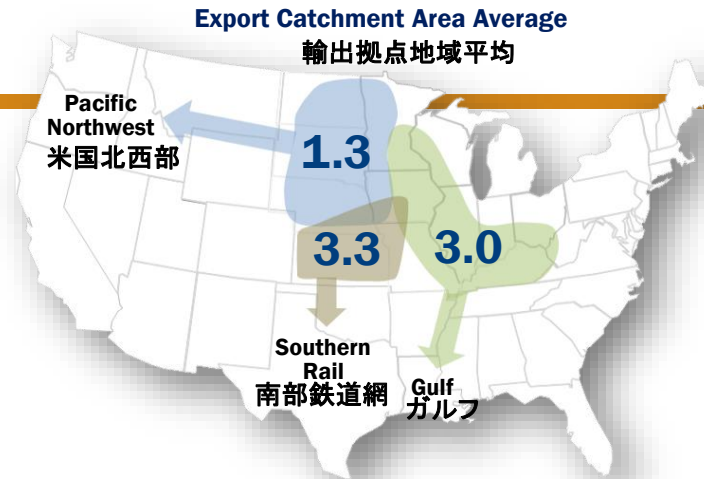 Export Catchment Area Average
輸出拠点地域平均
Pacific
Northwest
米国北西部
1.3
3.3
3.0
Southern
Rail
南部鉄道網
Gulf
ガルフ